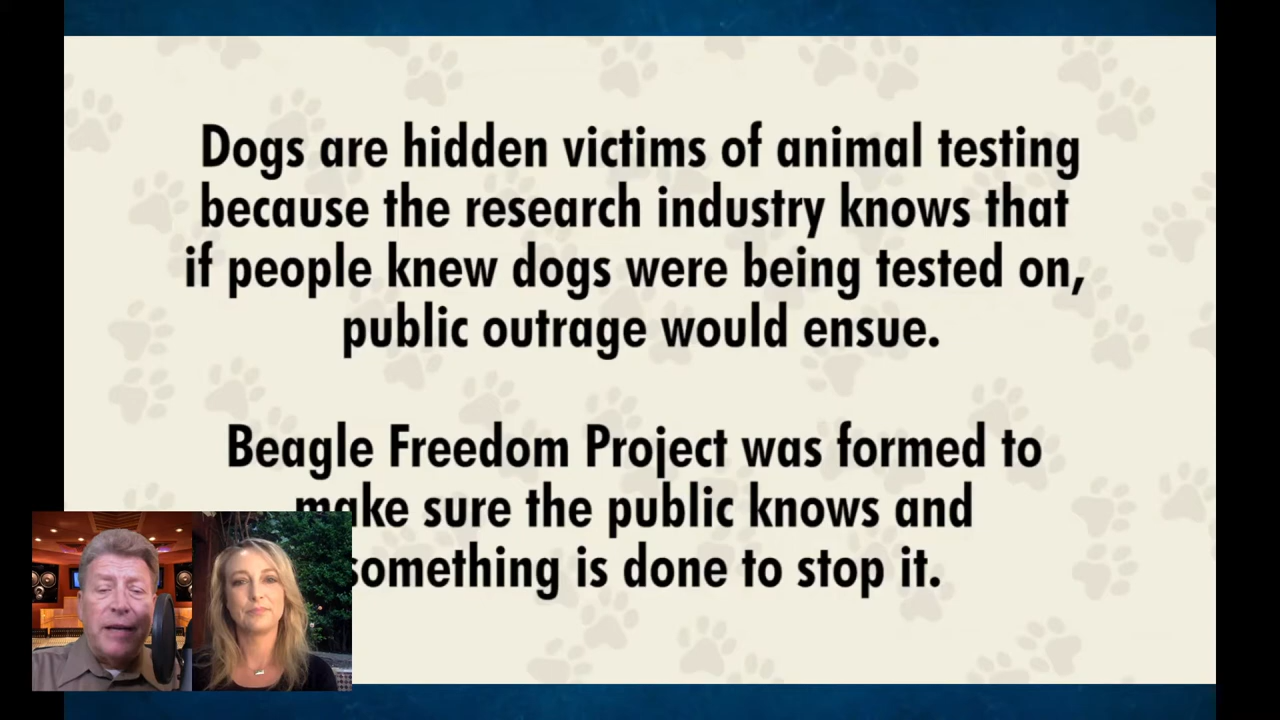 Dogs are hidden victims of animal testing
because the research industry knows that
if people knew dogs were being tested on,
public outrage would ensue.
Beagle Freedom Project was formed to
make sure the public knows and
something is done to stop it.